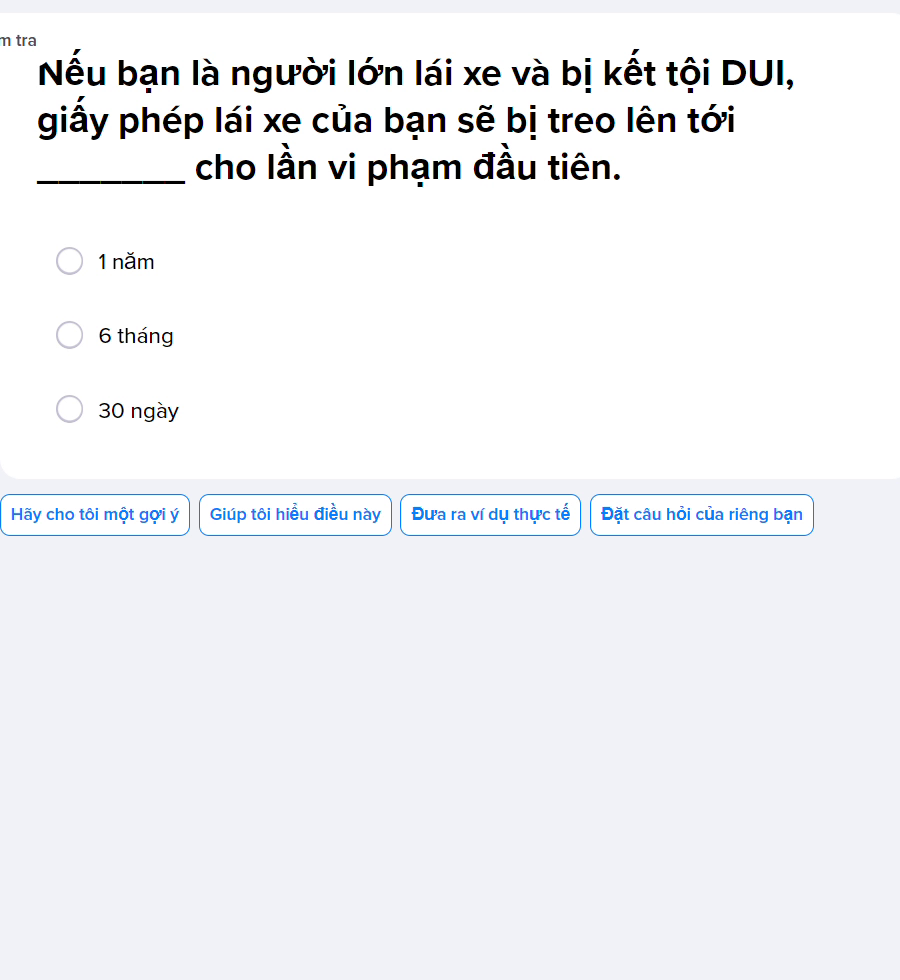 m tra
Nếu bạn là người lớn lái xe và bị kết tội DUI,
giấy phép lái xe của bạn sẽ bị treo lên tới
_______ cho lần vi phạm đầu tiên.
1 năm
6 tháng
30 ngày
Hãy cho tôi một gợi ý
Giúp tôi hiểu điều này
Đưa ra ví dụ thực tế
Đặt câu hỏi của riêng bạn